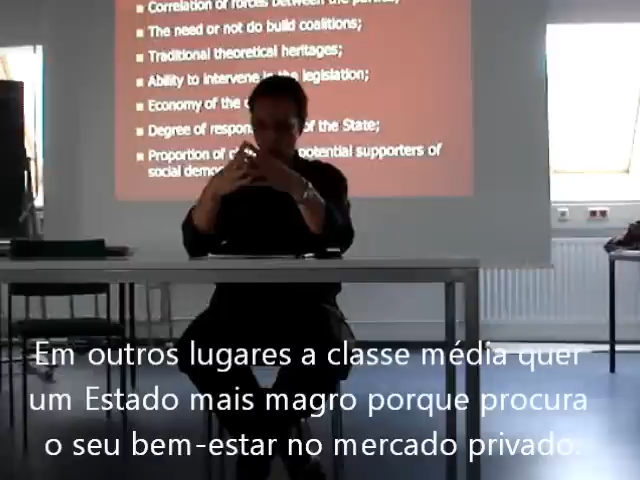 Correlation of forces between the parties;
The need or not do build coalitions;
Traditional theoretical heritages;
Ability to intervene in the legislation;
Economy of the
Degree of of the State;
Proportion of potential supporters of
social
Em outros lugares a classe média quer
um Estado mais magro porque procura
o seu bem-estar no mercado privado.